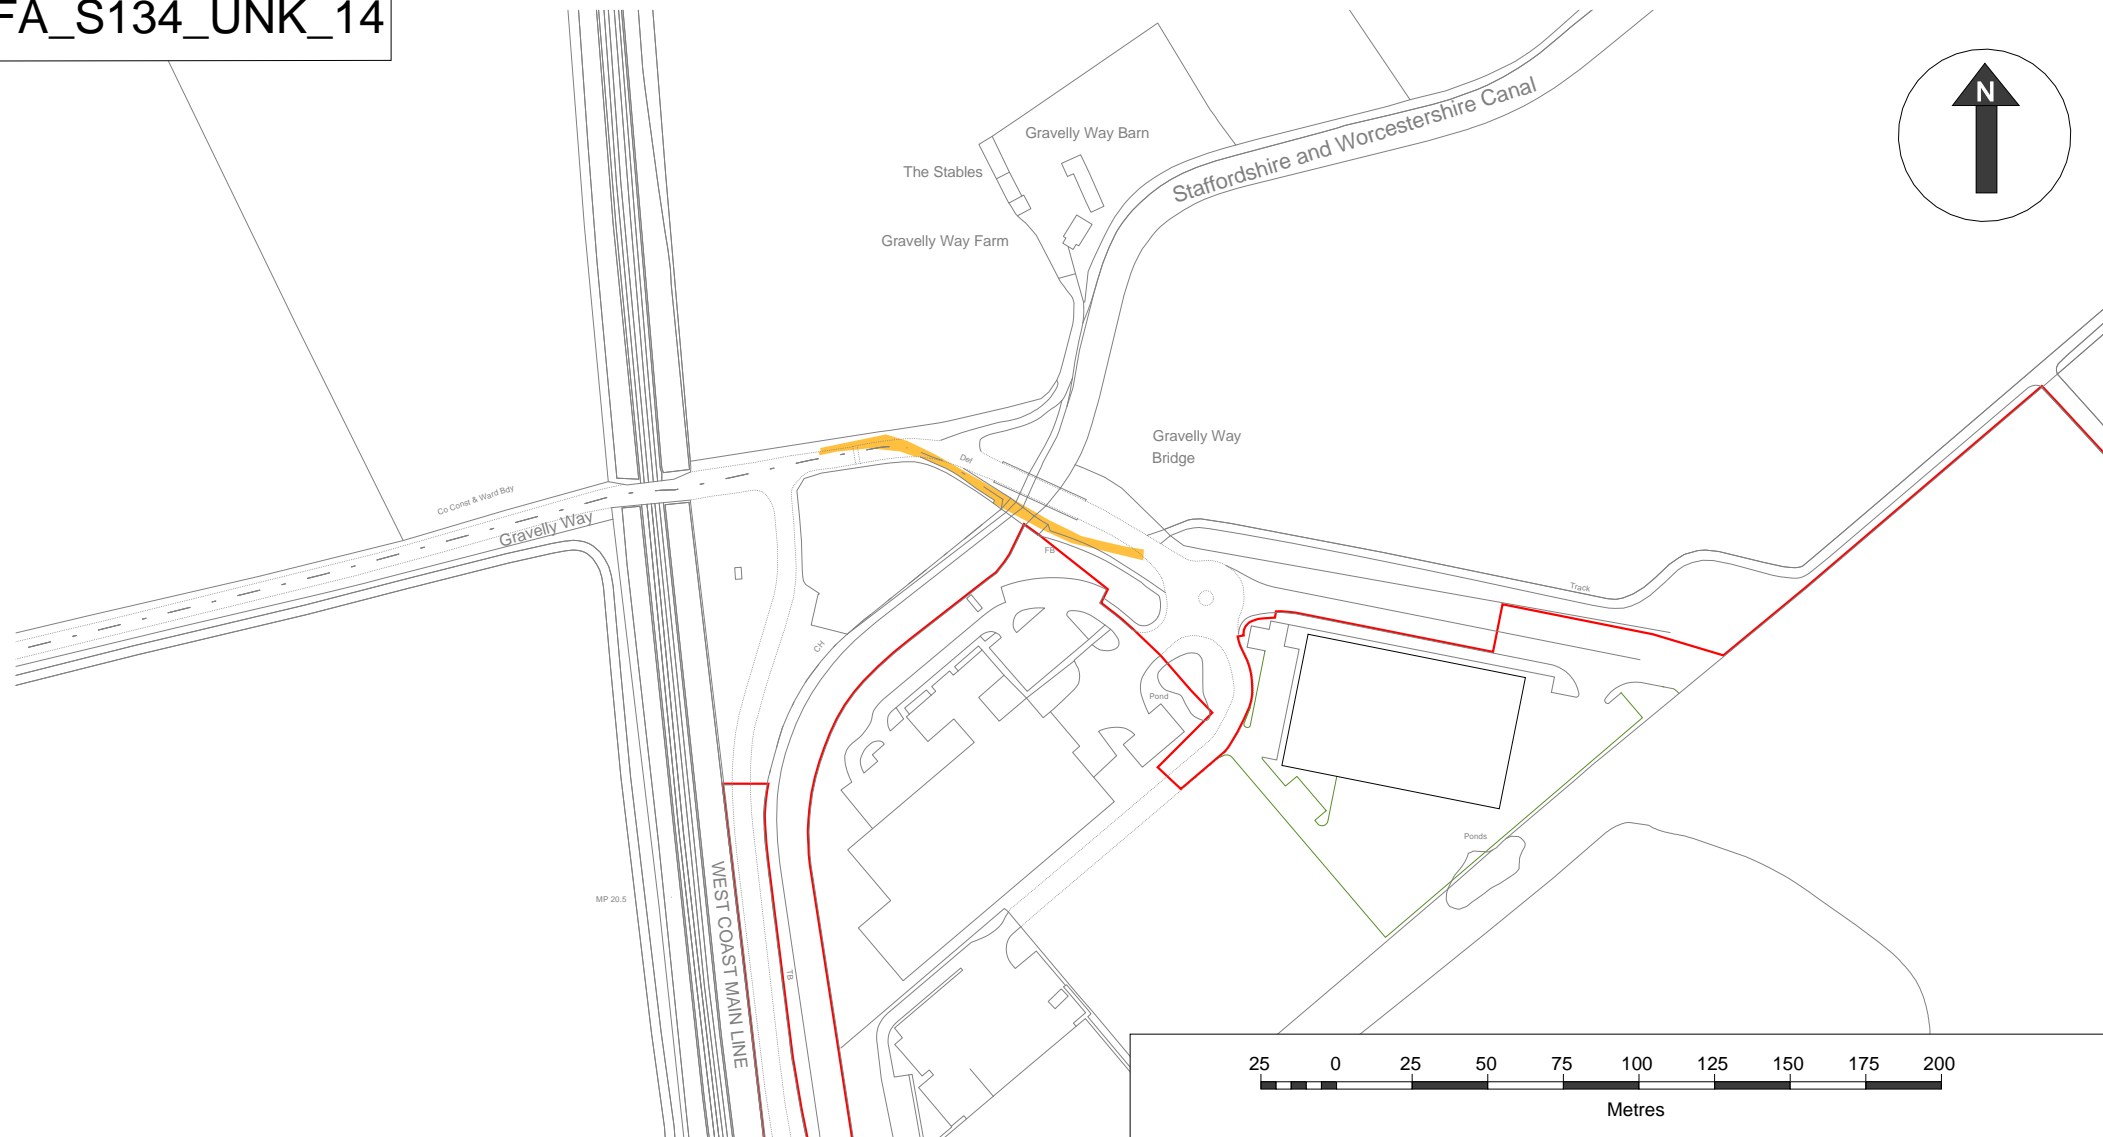 FA_S134_UNK_14
N
Gravelly Way Barn
The Stables
Staffordshire and Worcestershire Canal
Gravelly Way Farm
Gravelly Way
Bridge
Def
Co Const & Ward Bdy
Gravelly Way
FB
Track
CH
Pond
Ponds
MP 20.5
WEST COAST MAIN LINE
TB
25 0 25 50 75 100 125 150 175 200
Metres